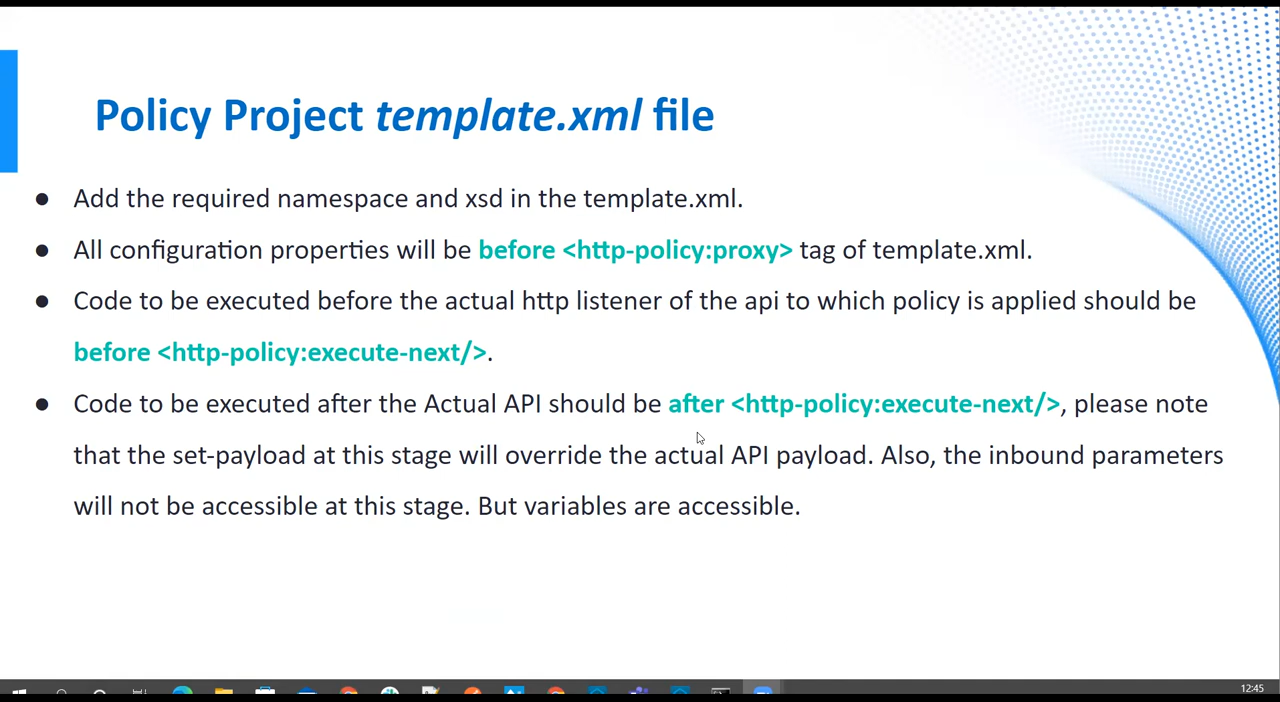 Policy Project template.xml file
● Add the required namespace and xsd in the template.xml.
● All configuration properties will be before <http-policy:proxy> tag of template.xml.
● Code to be executed before the actual http listener of the api to which policy is applied should be
before <http-policy:execute-next/>.
● Code to be executed after the Actual API should be after <http-policy:execute-next/>, please note
that the set-payload at this stage will override the actual API payload. Also, the inbound parameters
will not be accessible at this stage. But variables are accessible.
12:45